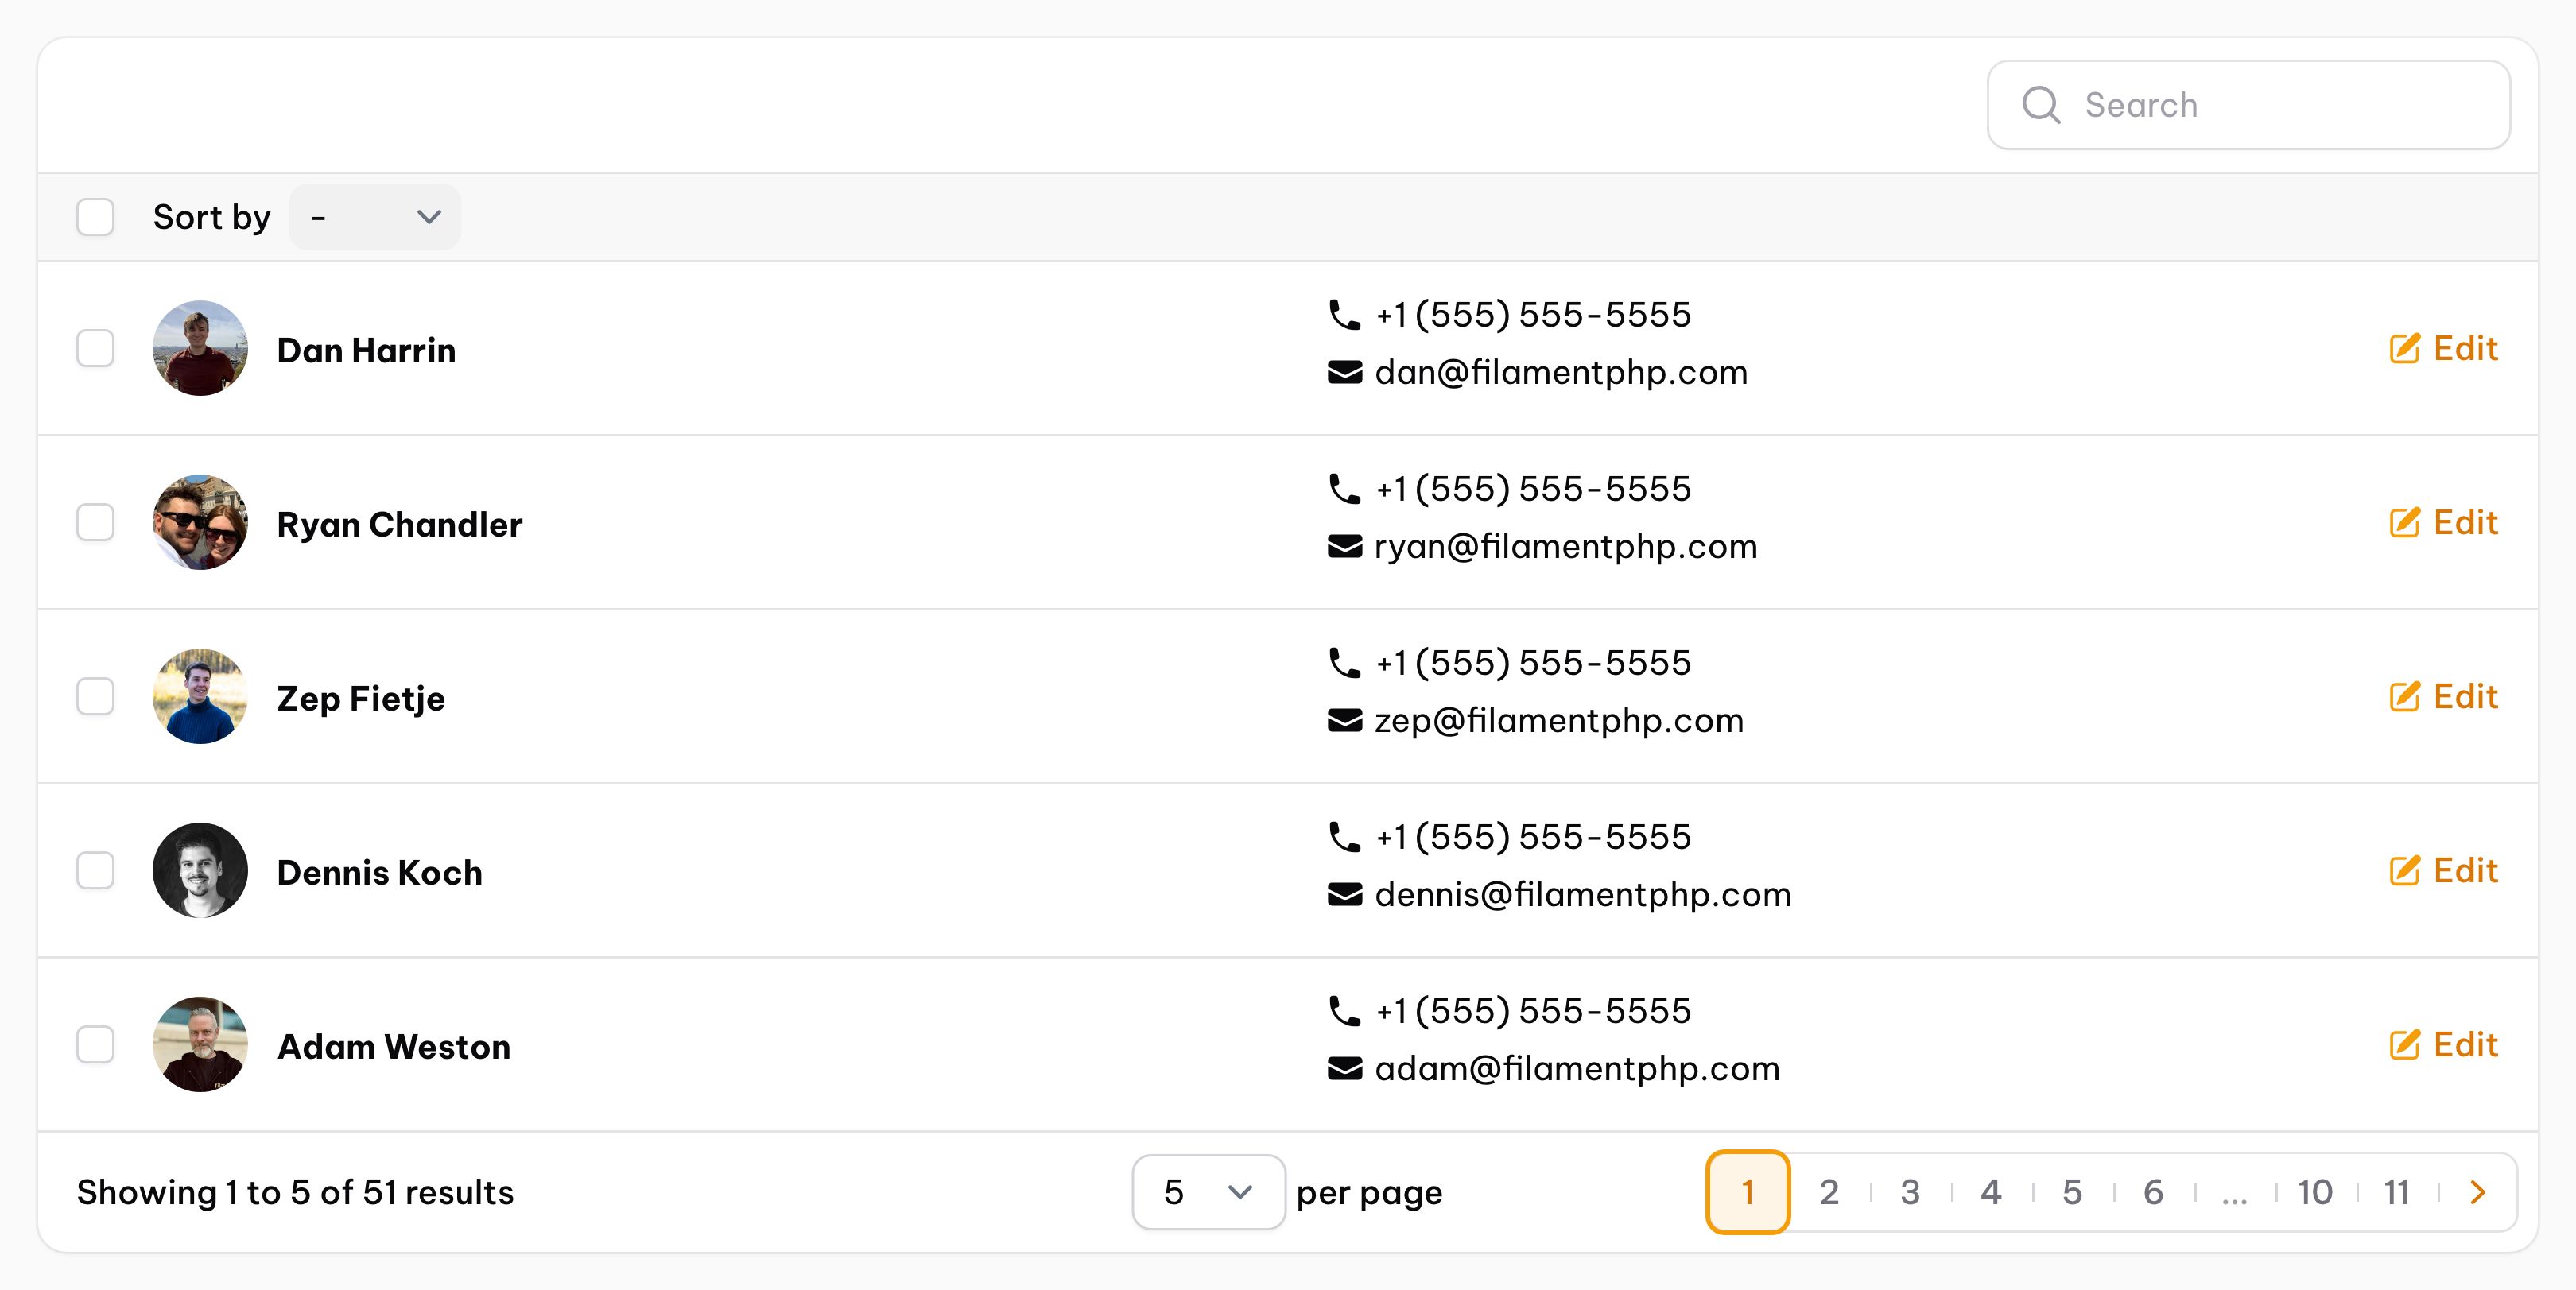 Search
Sort by -
Dan Harrin
+1 (555) 555-5555
dan@filamentphp.com
Edit
Ryan Chandler
+1 (555) 555-5555
ryan@filamentphp.com
Edit
Zep Fietje
+1 (555) 555-5555
zep@filamentphp.com
Edit
Dennis Koch
+1 (555) 555-5555
dennis@filamentphp.com
Edit
Adam Weston
+1 (555) 555-5555
adam@filamentphp.com
Edit
Showing 1 to 5 of 51 results
5 per page
1 2 3 4 5 6 ... 10 11